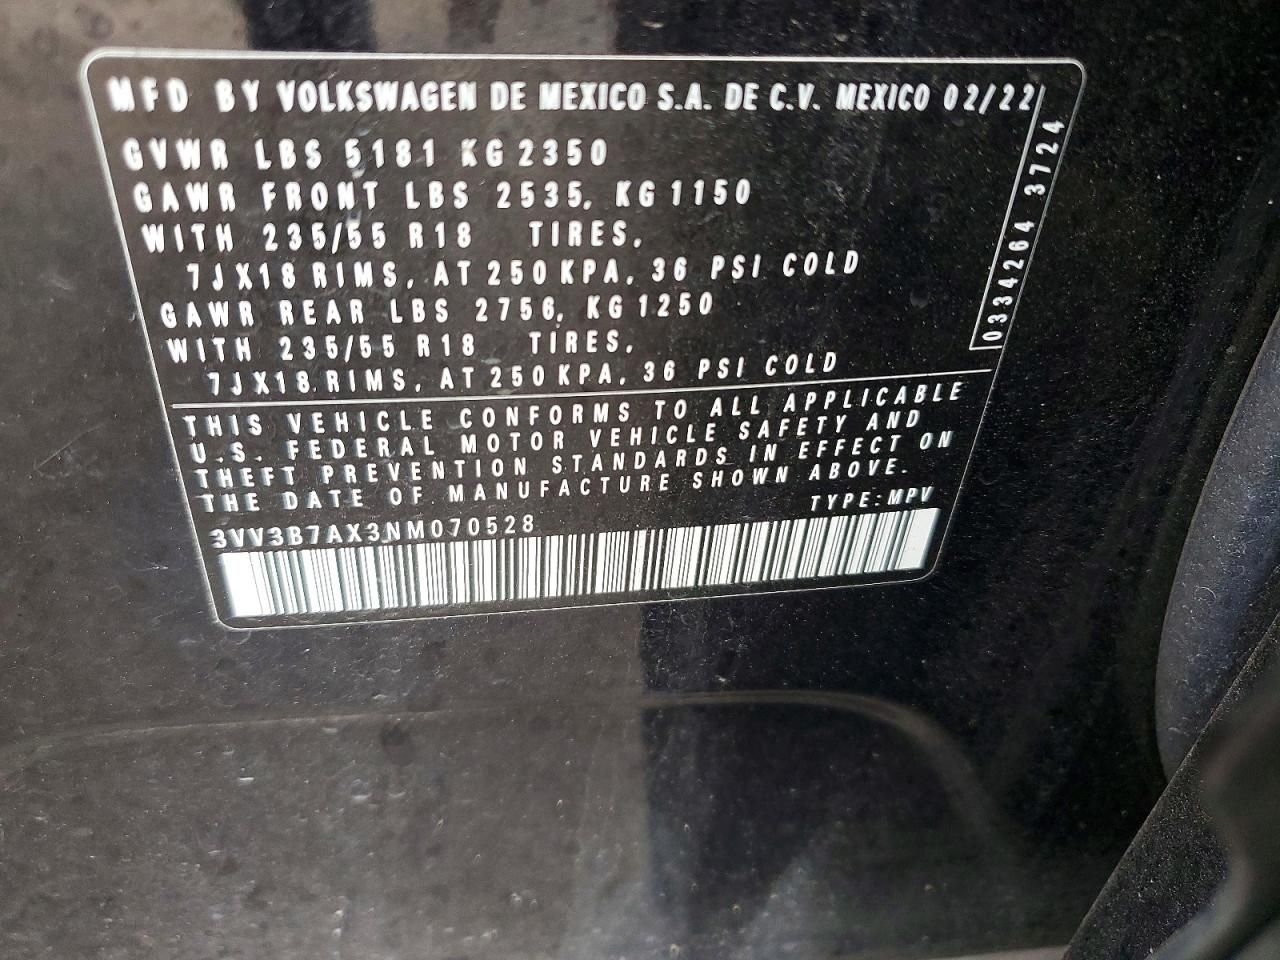 MFD BY VOLKSWAGEN DE MEXICO S.A. DE C.V. MEXICO 02/22
GVWR LBS 5181 KG 2350
GAWR FRONT LBS 2535, KG 1150
WITH 235/55 R18 TIRES,
7JX18 RIMS, AT 250 KPA, 36 PSI COLD
GAWR REAR LBS 2756, KG 1250
WITH 235/55 R18 TIRES,
7JX18 RIMS, AT 250 KPA, 36 PSI COLD
0334264 3724
THIS VEHICLE CONFORMS TO ALL APPLICABLE
U.S. FEDERAL MOTOR VEHICLE SAFETY AND
THEFT PREVENTION STANDARDS IN EFFECT ON
THE DATE OF MANUFACTURE SHOWN ABOVE.
TYPE: MPV
3VV3B7AX3NM070528